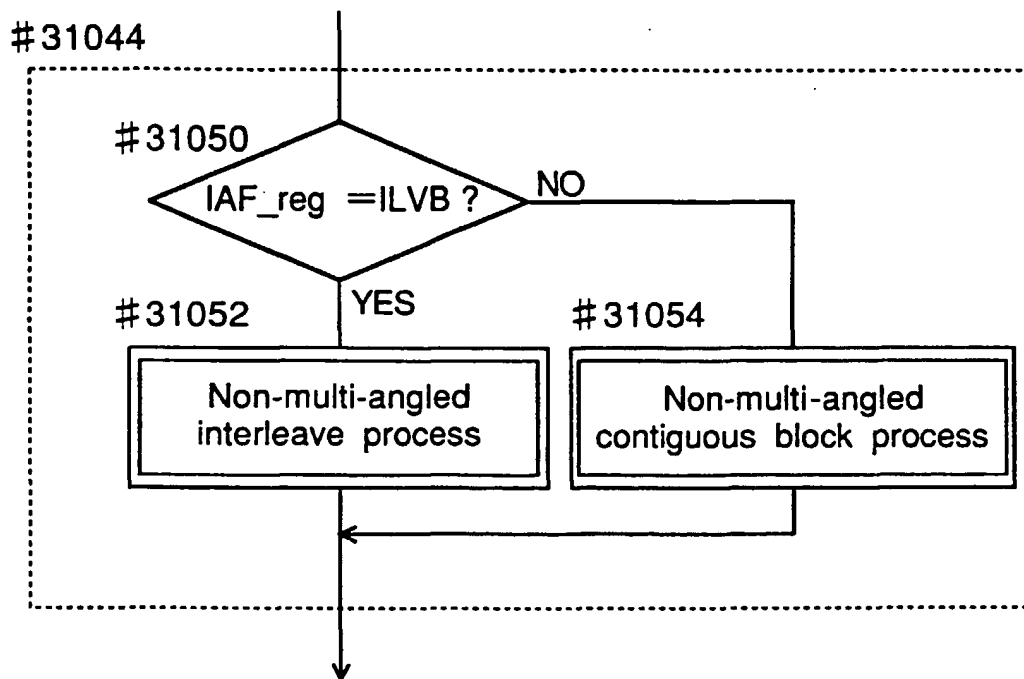 #31044
#31050
IAF_reg =ILVB ?
NO
YES
#31052
#31054
Non-multi-angled
interleave process
Non-multi-angled
contiguous block process